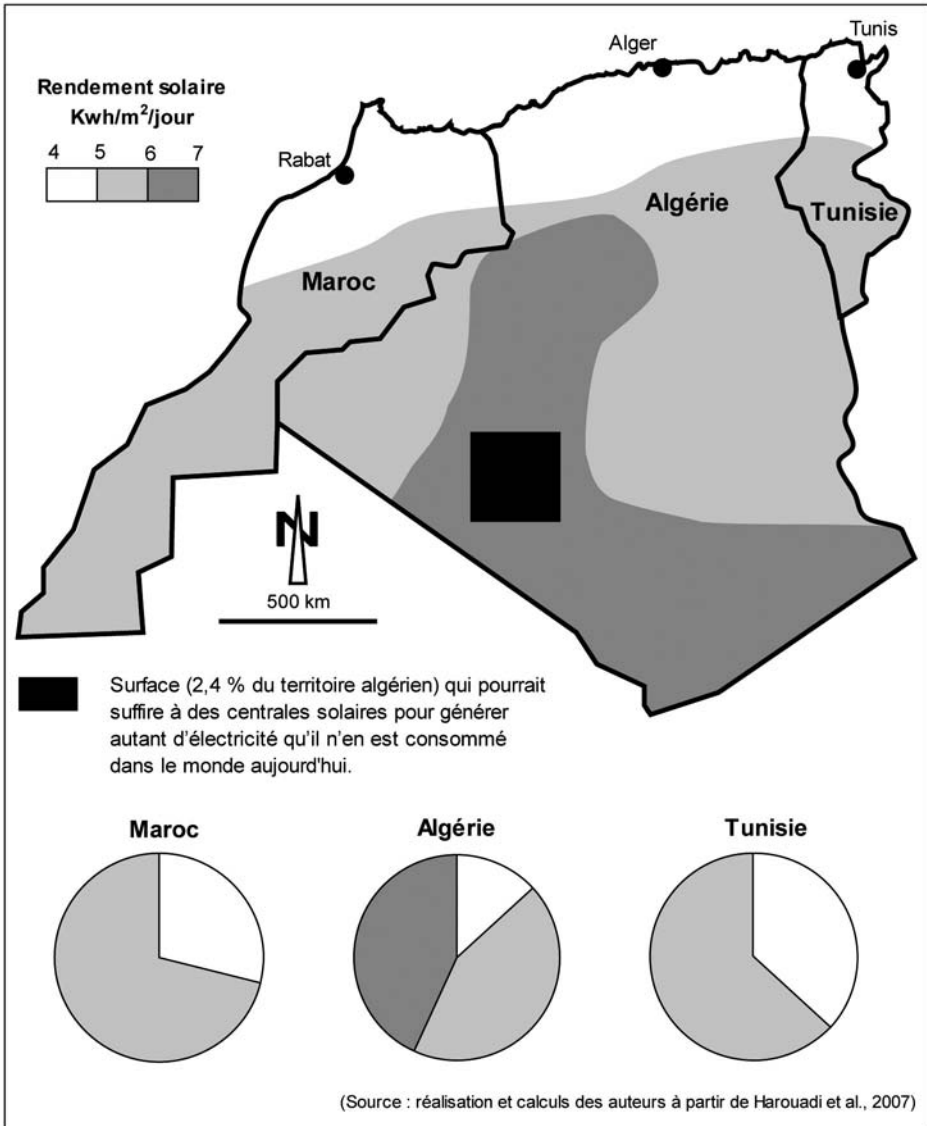 Tunis
Alger
Rendement solaire
Kwh/m²/jour
4 5 6 7
Rabat
Algérie
Tunisie
Maroc
N
500 km
Surface (2,4 % du territoire algérien) qui pourrait
suffire à des centrales solaires pour générer
autant d'électricité qu'il n'en est consommé
dans le monde aujourd'hui.
Maroc
Algérie
Tunisie
(Source : réalisation et calculs des auteurs à partir de Harouadi et al., 2007)